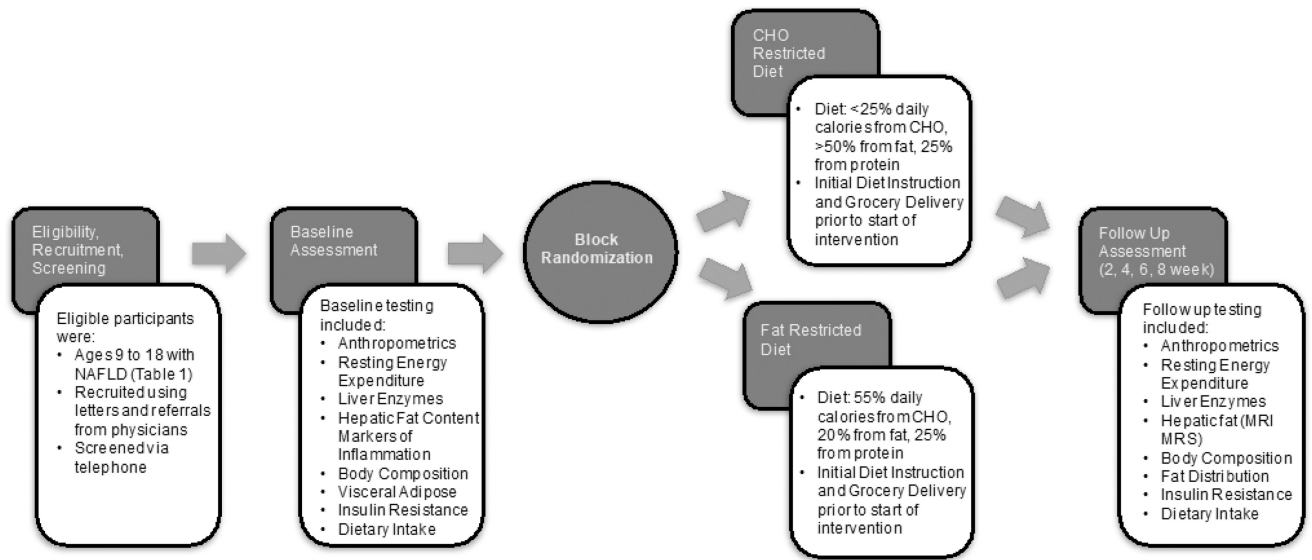 Eligibility,
Recruitment,
Screening
Eligible participants
were:
• Ages 9 to 18 with
NAFLD (Table 1)
• Recruited using
letters and referrals
from physicians
• Screened via
telephone
Baseline
Assessment
Baseline testing
included:
• Anthropometrics
• Resting Energy
Expenditure
• Liver Enzymes
• Hepatic Fat Content
Markers of
Inflammation
• Body Composition
• Visceral Adipose
• Insulin Resistance
• Dietary Intake
Block
Randomization
CHO
Restricted
Diet
• Diet: <25% daily
calories from CHO,
>50% from fat, 25%
from protein
• Initial Diet Instruction
and Grocery Delivery
prior to start of
intervention
Fat Restricted
Diet
• Diet: 55% daily
calories from CHO,
20% from fat, 25%
from protein
• Initial Diet Instruction
and Grocery Delivery
prior to start of
intervention
Follow Up
Assessment
(2, 4, 6, 8 week)
Follow up testing
included:
• Anthropometrics
• Resting Energy
Expenditure
• Liver Enzymes
• Hepatic fat (MRI
MRS)
• Body Composition
• Fat Distribution
• Insulin Resistance
• Dietary Intake